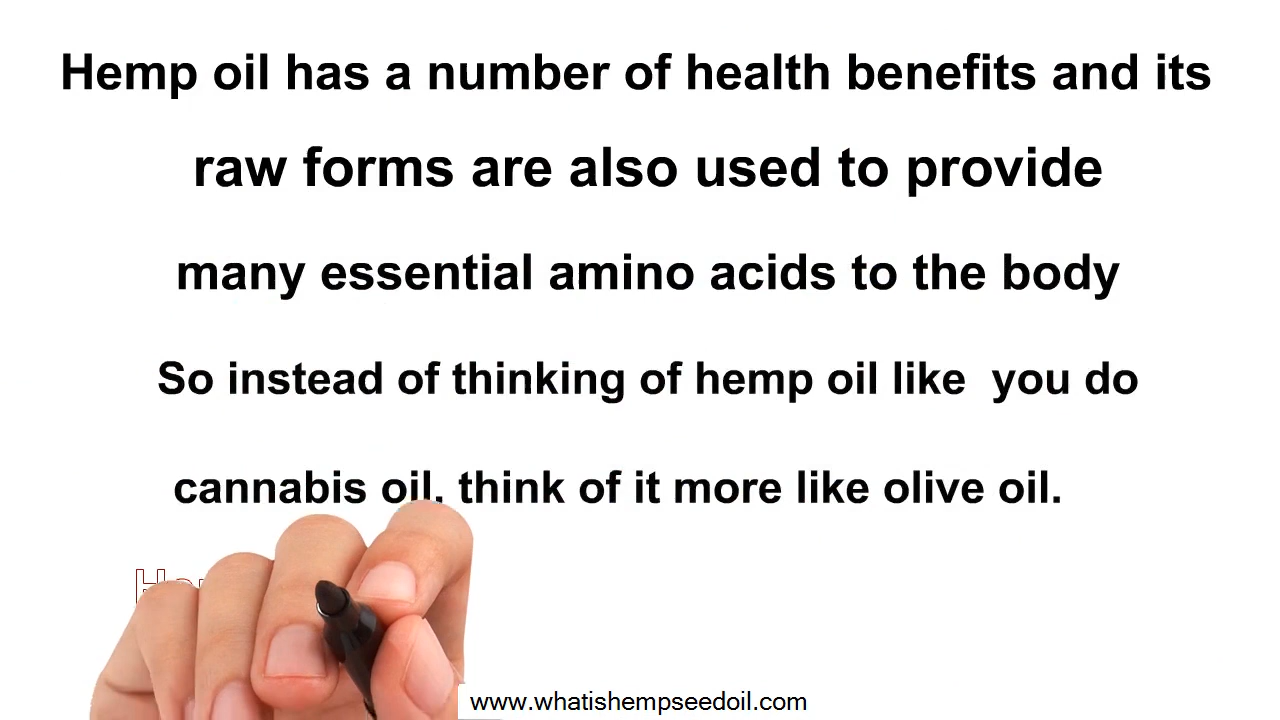 Hemp oil has a number of health benefits and its
raw forms are also used to provide
many essential amino acids to the body
So instead of thinking of hemp oil like  you do
cannabis oil, think of it more like olive oil.
www.whatishempseedoil.com